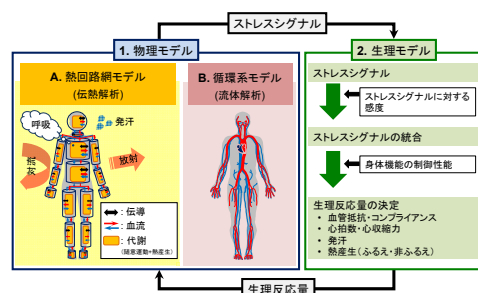 ストレスシグナル
1. 物理モデル
A. 熱回路網モデル
(伝熱解析)
呼吸
発汗
対流
放射
: 伝導
: 血流
: 代謝
(随意運動+熱産生)
B. 循環系モデル
(流体解析)
2. 生理モデル
ストレスシグナル
ストレスシグナルに対する
感度
ストレスシグナルの統合
身体機能の制御性能
生理反応量の決定
・ 血管抵抗・コンプライアンス
・ 心拍数・心収縮力
・ 発汗
・ 熱産生(ふるえ・非ふるえ)
生理反応量